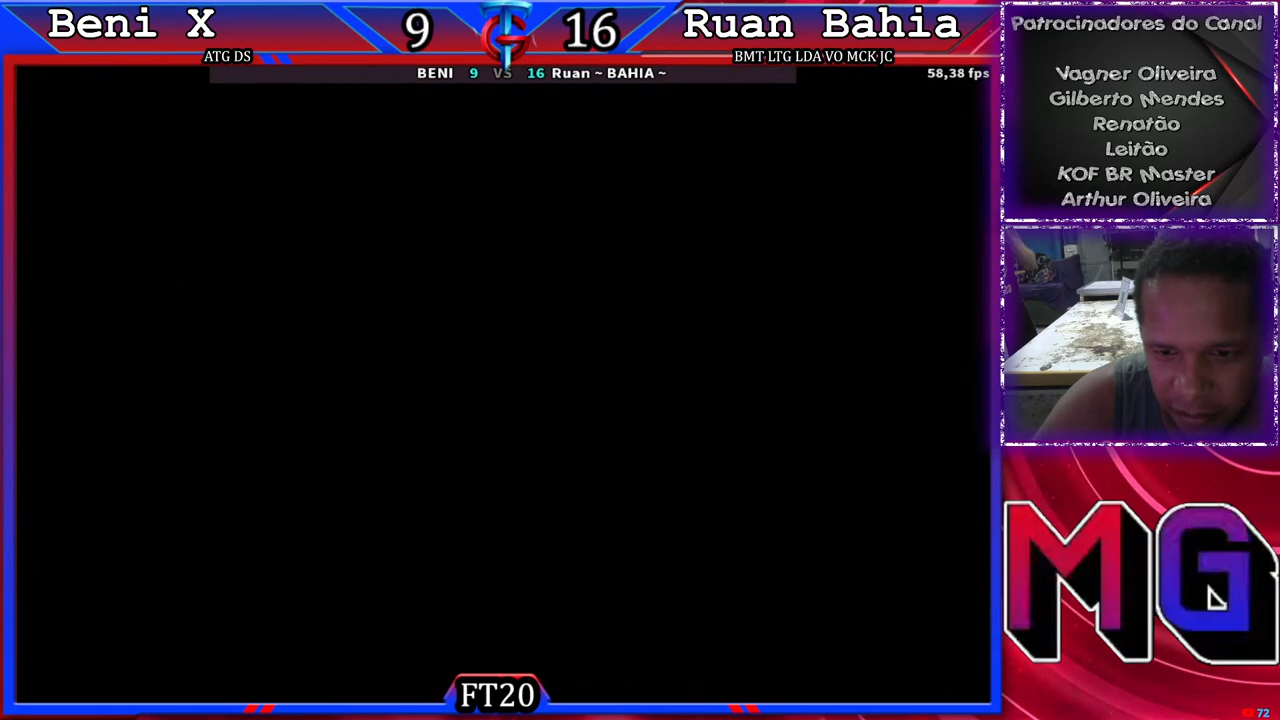 Beni X
9
16
Ruan Bahia
ATG DS
BMT LTG LDA VO MCK JC
BENI 9 VS 16 Ruan ~ BAHIA ~
58,38 fps
FT20
Patrocinadores do Canal
Vagner Oliveira
Gilberto Mendes
Renatão
Leitão
KOF BR Master
Arthur Oliveira
MG
72